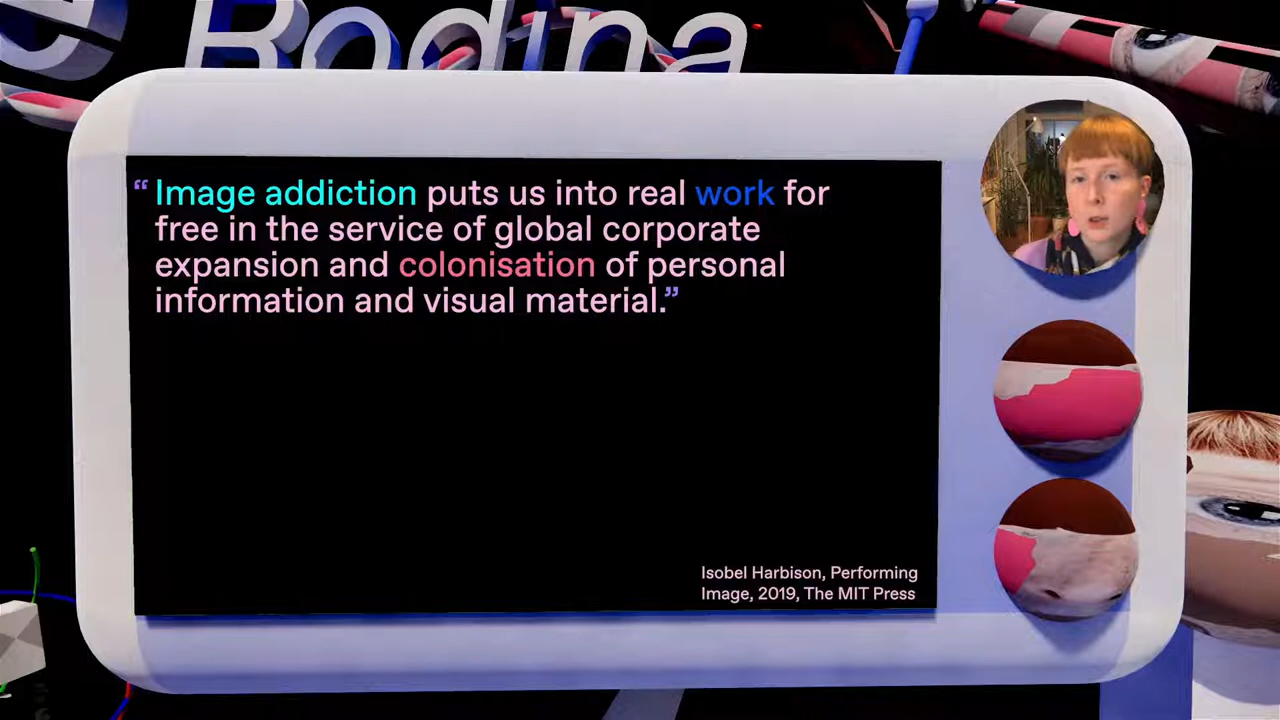 e Rodina
“Image addiction puts us into real work for
free in the service of global corporate
expansion and colonisation of personal
information and visual material.”
Isobel Harbison, Performing
Image, 2019, The MIT Press